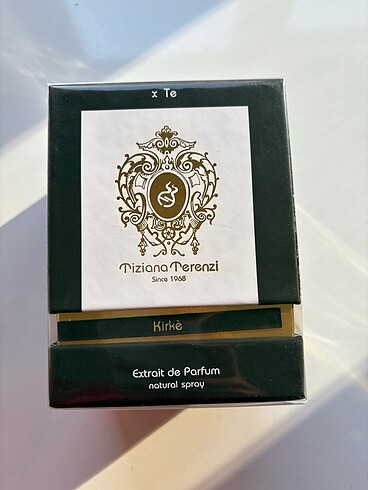 x Te
Tiziana Terenzi
Since 1968
Kirkè
Extrait de Parfum
natural spray